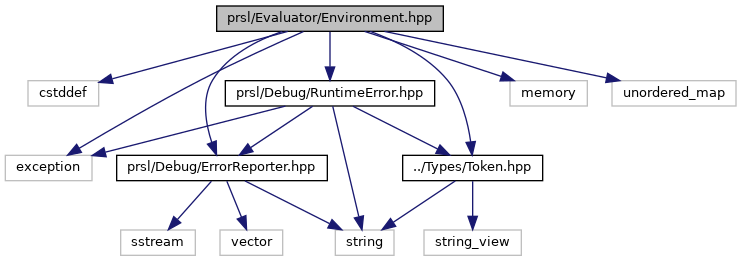 prsl/Evaluator/Environment.hpp
cstddef
prsl/Debug/RuntimeError.hpp
memory
unordered_map
exception
prsl/Debug/ErrorReporter.hpp
../Types/Token.hpp
sstream
vector
string
string_view